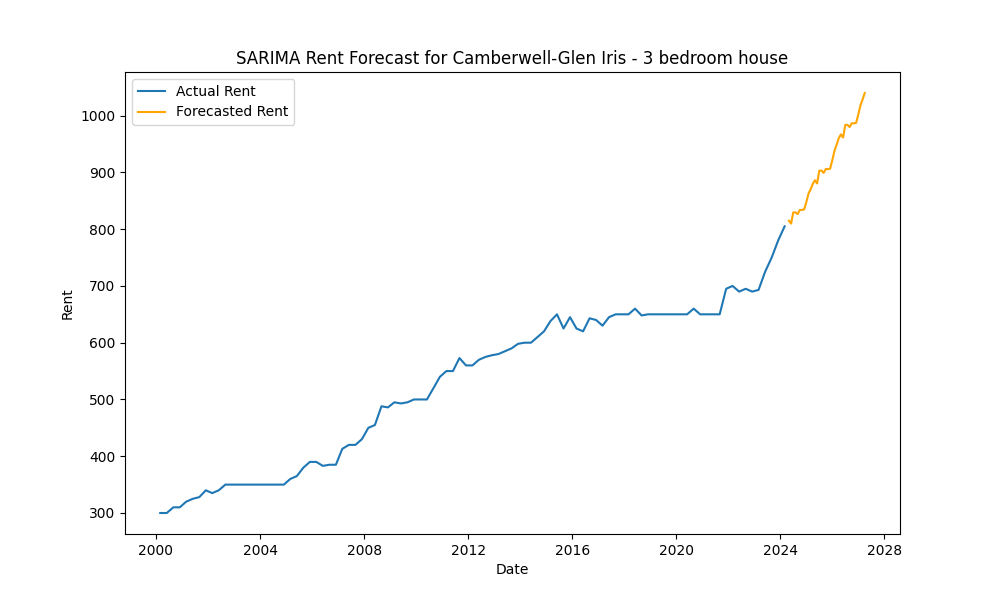 SARIMA Rent Forecast for Camberwell-Glen Iris - 3 bedroom house
Actual Rent
Forecasted Rent
1000
900
800
700
600
500
400
300
Rent
2000 2004 2008 2012 2016 2020 2024 2028
Date